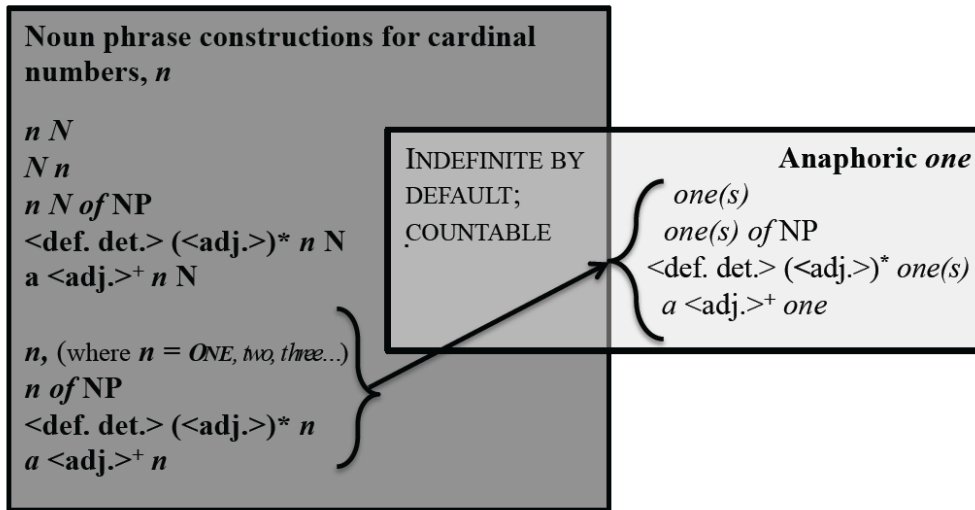 Noun phrase constructions for cardinal
numbers, n
n N
N n
n N of NP
<def. det.> (<adj.>)* n N
a <adj.>+ n N
n, (where n = ONE, two, three...)
n of NP
<def. det.> (<adj.>)* n
a <adj.>+ n
INDEFINITE BY
DEFAULT;
COUNTABLE
.
Anaphoric one
one(s)
one(s) of NP
<def. det.> (<adj.>)* one(s)
a <adj.>+ one